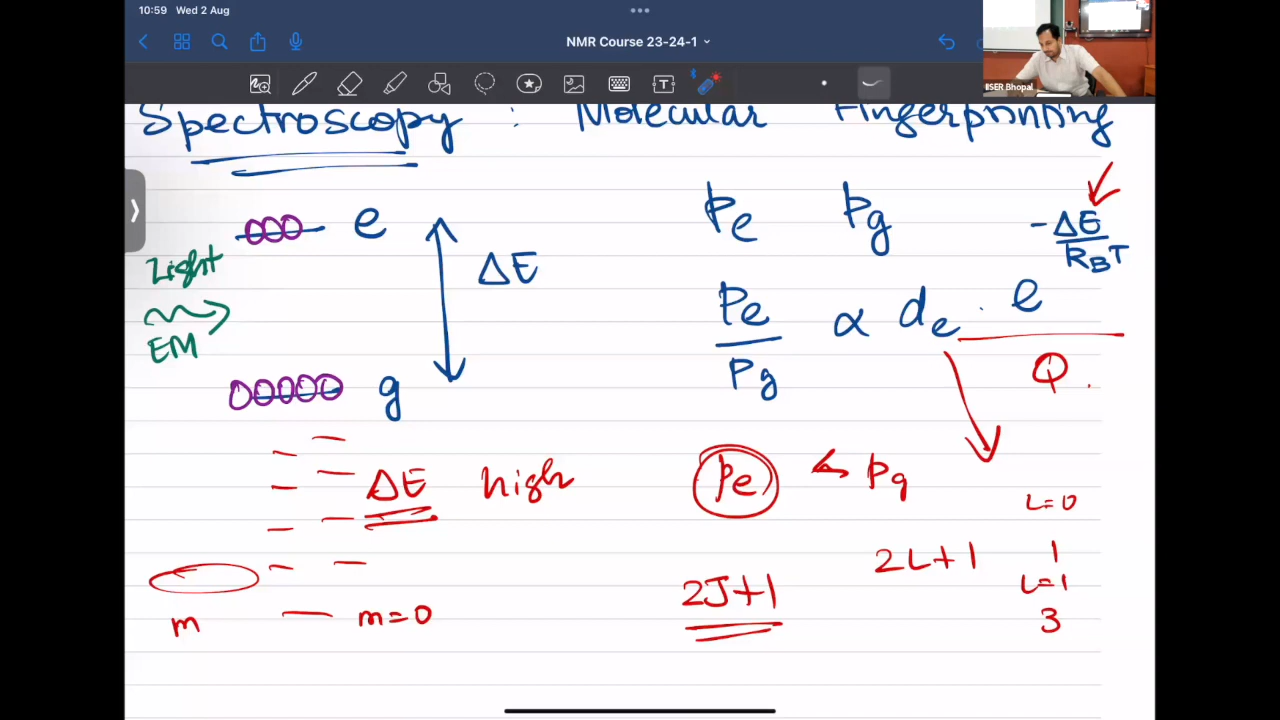 10:59 Wed 2 Aug
NMR Course 23-24-1
IISER Bhopal
Spectroscopy : Molecular Fingerprinting
e
Light
EM
ΔE
g
Pe Pg
Pe/Pg ∝ de · e^(-ΔE/kBT) / Q
ΔE high
Pe << Pg
m
m=0
2J+1
2L+1
L=0
1
L=1
3